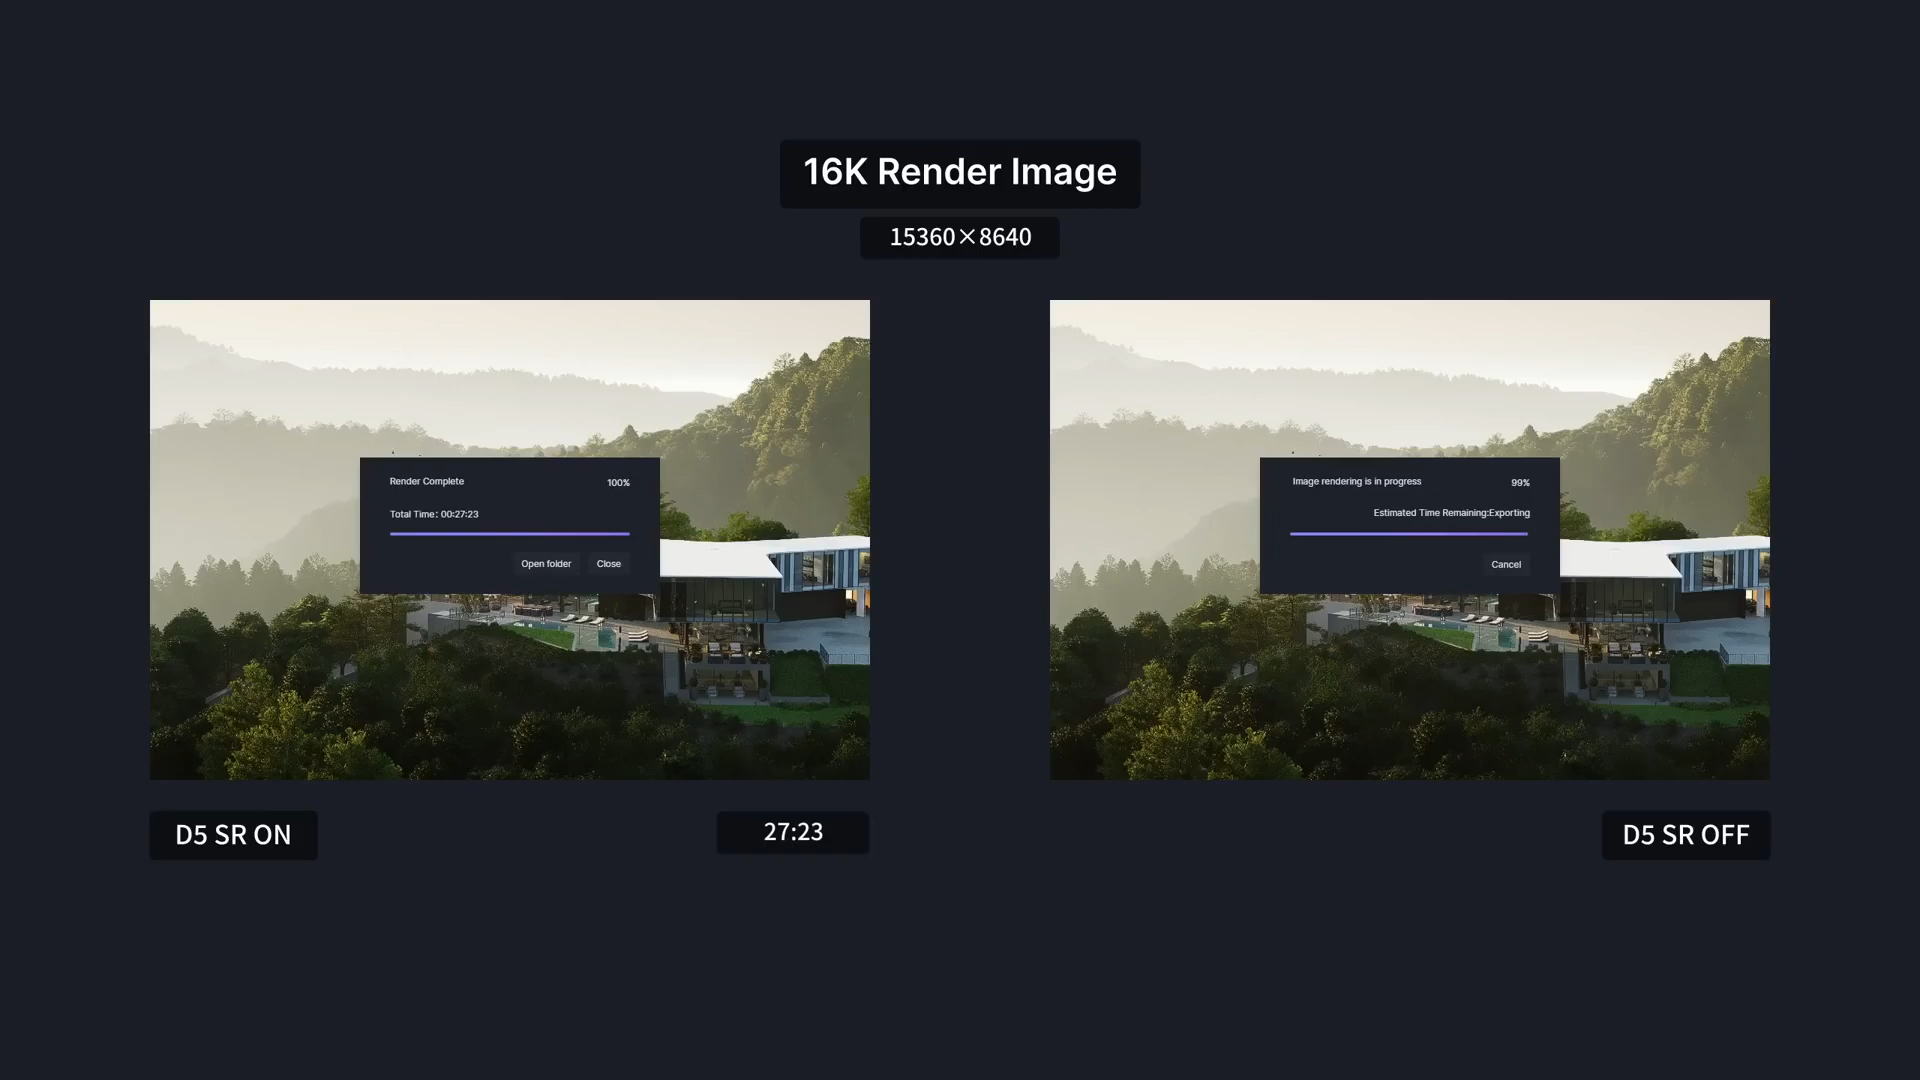 16K Render Image
15360×8640
Render Complete 100%
Total Time: 00:27:23
Open folder Close
Image rendering is in progress 99%
Estimated Time Remaining:Exporting
Cancel
D5 SR ON
27:23
D5 SR OFF